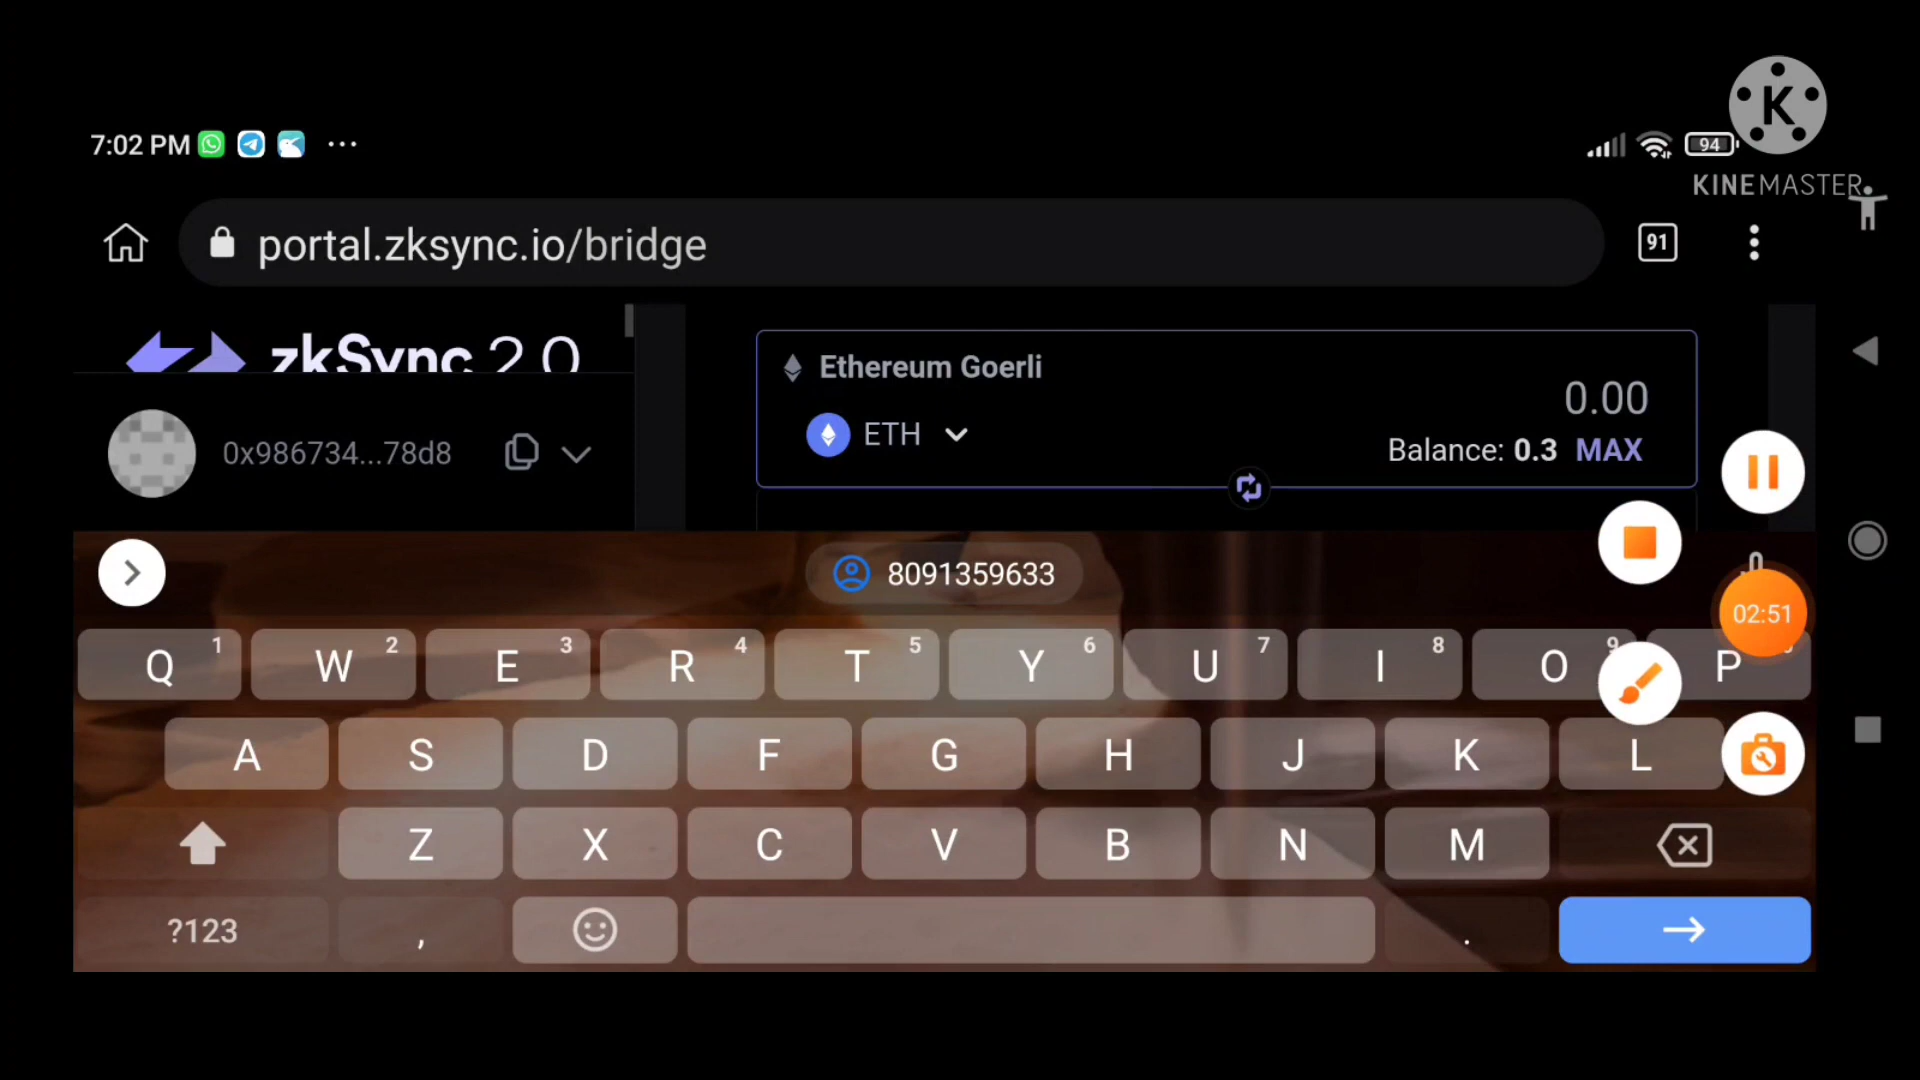 7:02 PM
94
KINEMASTER
portal.zksync.io/bridge
91
zkSync 2.0
Ethereum Goerli
0.00
ETH
Balance: 0.3 MAX
0x986734...78d8
8091359633
02:51
Q 1 W 2 E 3 R 4 T 5 Y 6 U 7 I 8 O 9 P
A S D F G H J K L
Z X C V B N M
?123 , .